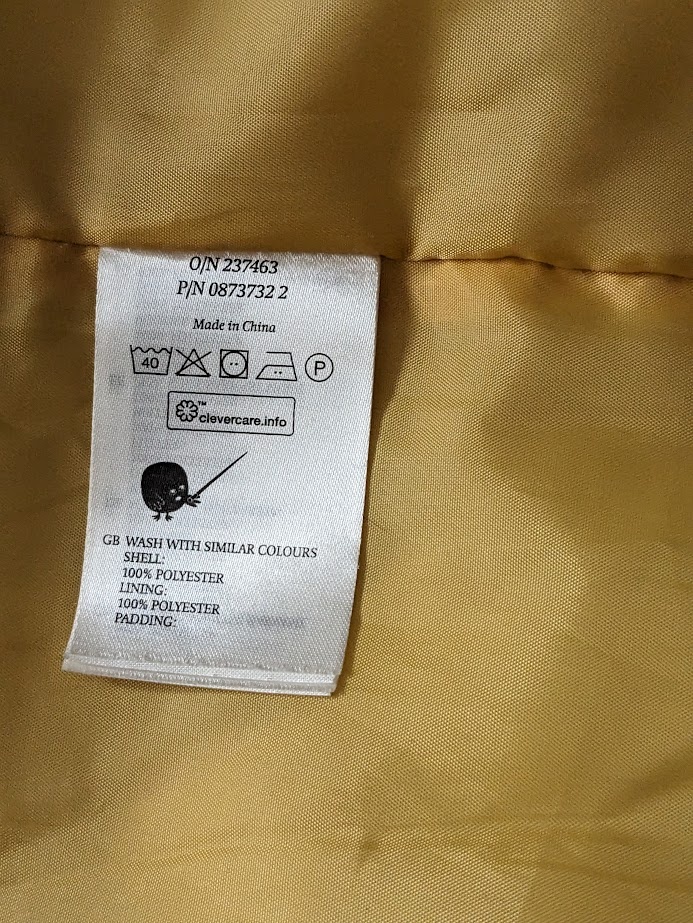 O/N 237463
P/N 0873732 2
Made in China
40 P
™
clevercare.info
GB WASH WITH SIMILAR COLOURS
SHELL:
100% POLYESTER
LINING:
100% POLYESTER
PADDING: